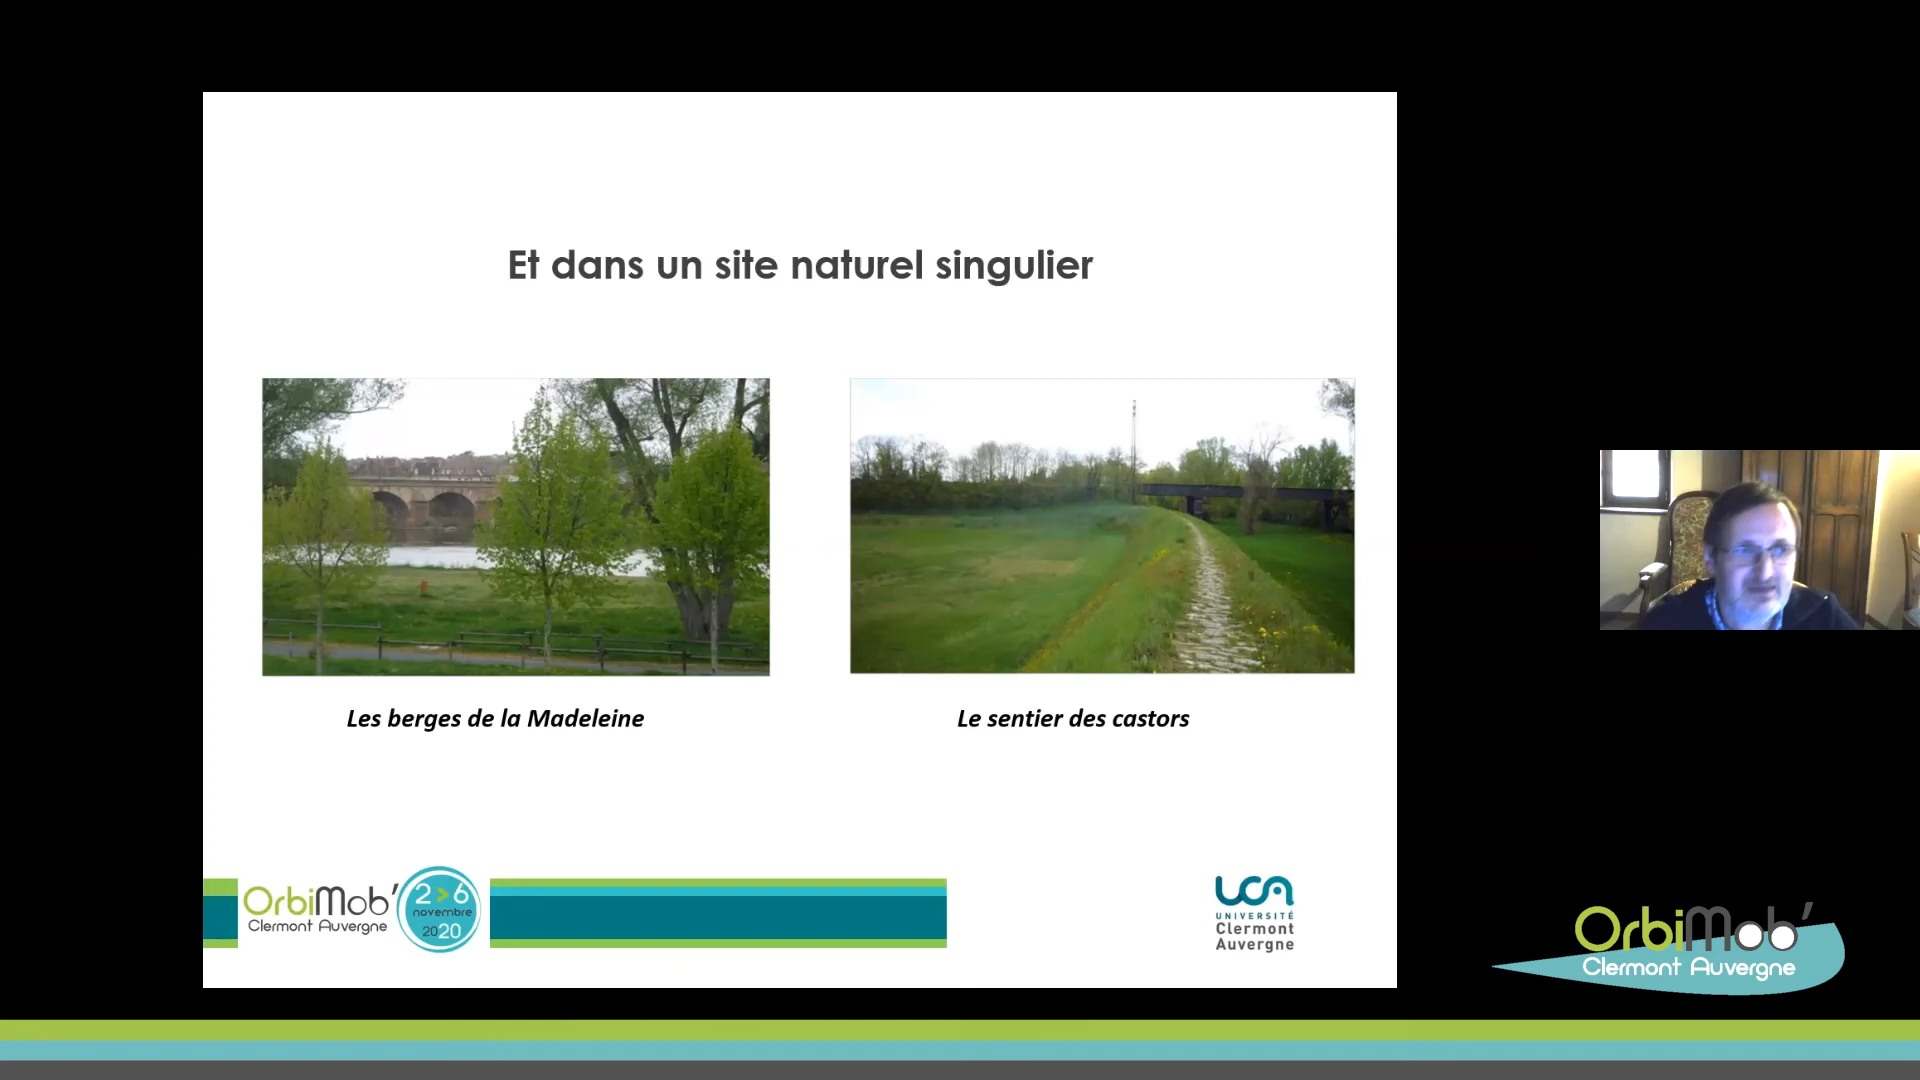 Et dans un site naturel singulier
Les berges de la Madeleine
Le sentier des castors
OrbiMob'
Clermont Auvergne
2>6
novembre
2020
UCA
UNIVERSITÉ
Clermont
Auvergne
OrbiMob'
Clermont Auvergne